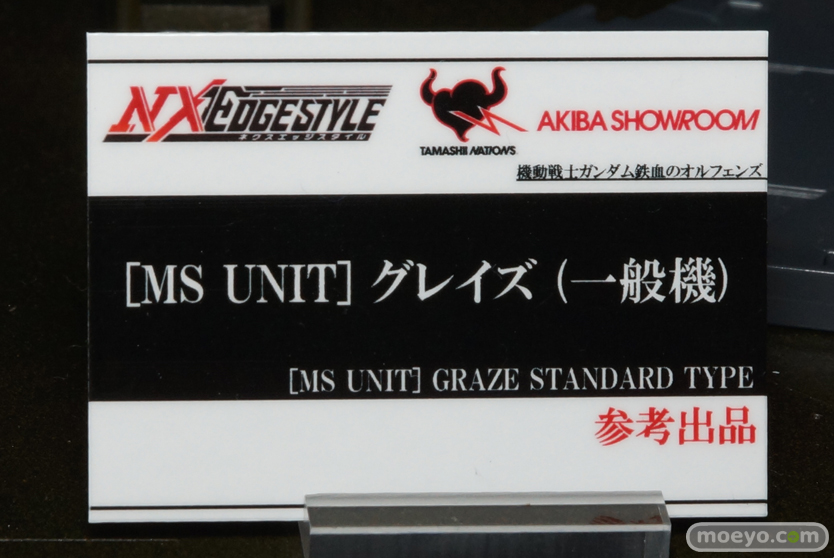 NXEDGESTYLE
ネクスエッジスタイル
TAMASHII NATIONS
AKIBA SHOWROOM
機動戦士ガンダム鉄血のオルフェンズ
[MS UNIT] グレイズ (一般機)
[MS UNIT] GRAZE STANDARD TYPE
参考出品
moeyo.com